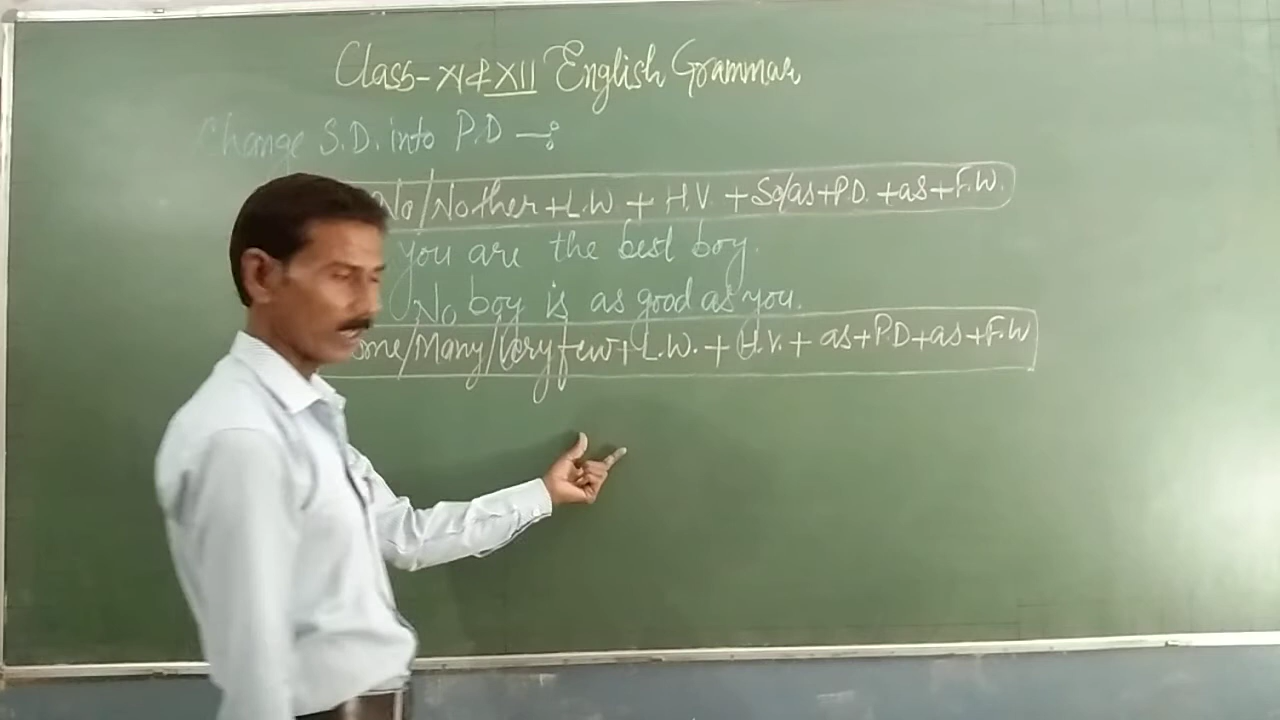 Class- XI & XII English Grammar
Change S.D. into P.D -:
No/No other + L.W + H.V. + So/as + P.D. + as + F.W.
you are the best boy.
No boy is as good as you.
/Many/Very few + L.W. + H.V. + as + P.D + as + F.W